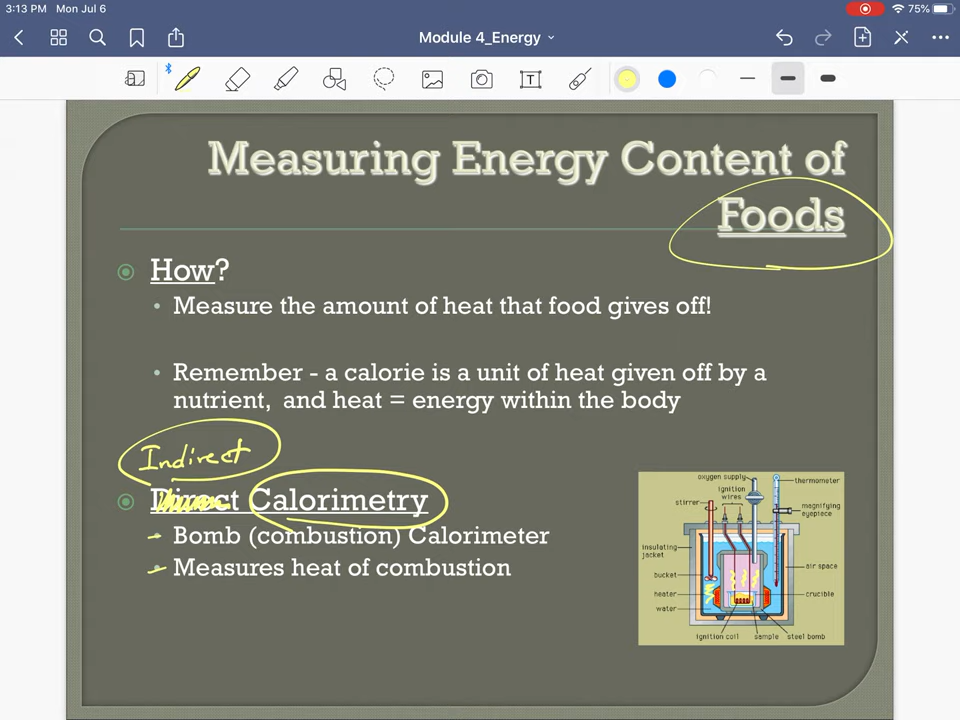 3:13 PM Mon Jul 6
75%
Module 4_Energy
Measuring Energy Content of
Foods
How?
• Measure the amount of heat that food gives off!
• Remember - a calorie is a unit of heat given off by a
nutrient, and heat = energy within the body
Indirect
Direct Calorimetry
Bomb (combustion) Calorimeter
Measures heat of combustion
oxygen supply
thermometer
ignition
wires
stirrer
magnifying
eyepiece
insulating
jacket
air space
bucket
heater
crucible
water
ignition coil
sample
steel bomb